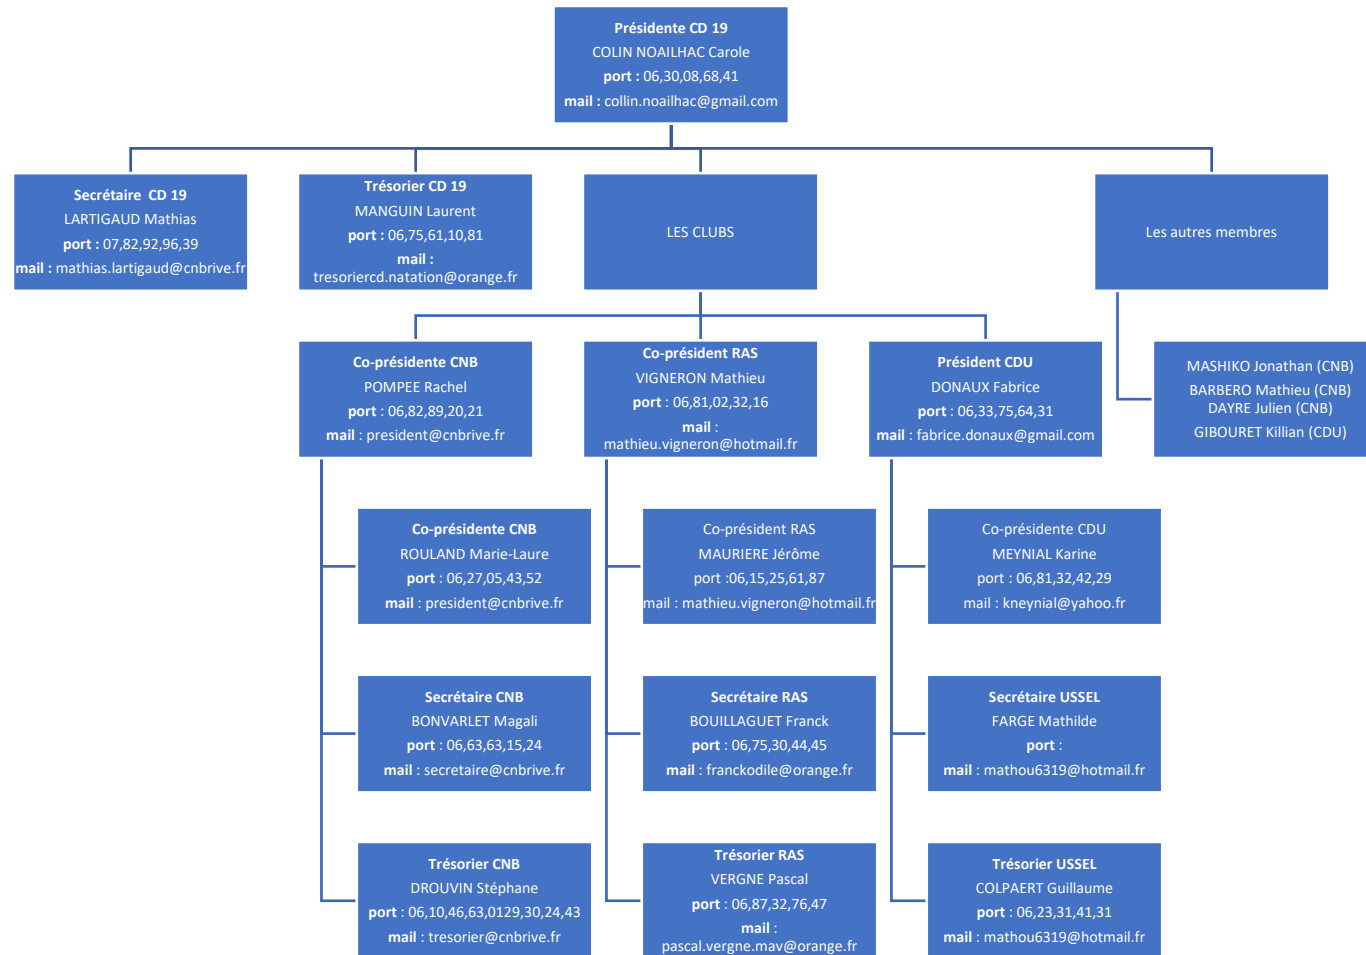 Présidente CD 19
COLIN NOAILHAC Carole
port : 06,30,08,68,41
mail : collin.noailhac@gmail.com
Secrétaire CD 19
LARTIGAUD Mathias
port : 07,82,92,96,39
mail : mathias.lartigaud@cnbrive.fr
Trésorier CD 19
MANGUIN Laurent
port : 06,75,61,10,81
mail :
tresoriercd.natation@orange.fr
LES CLUBS
Les autres membres
Co-présidente CNB
POMPEE Rachel
port : 06,82,89,20,21
mail : president@cnbrive.fr
Co-président RAS
VIGNERON Mathieu
port : 06,81,02,32,16
mail :
mathieu.vigneron@hotmail.fr
Président CDU
DONAUX Fabrice
port : 06,33,75,64,31
mail : fabrice.donaux@gmail.com
MASHIKO Jonathan (CNB)
BARBERO Mathieu (CNB)
DAYRE Julien (CNB)
GIBOURET Killian (CDU)
Co-présidente CNB
ROULAND Marie-Laure
port : 06,27,05,43,52
mail : president@cnbrive.fr
Co-président RAS
MAURIERE Jérôme
port :06,15,25,61,87
mail : mathieu.vigneron@hotmail.fr
Co-présidente CDU
MEYNIAL Karine
port : 06,81,32,42,29
mail : kneynial@yahoo.fr
Secrétaire CNB
BONVARLET Magali
port : 06,63,63,15,24
mail : secretaire@cnbrive.fr
Secrétaire RAS
BOUILLAGUET Franck
port : 06,75,30,44,45
mail : franckodile@orange.fr
Secrétaire USSEL
FARGE Mathilde
port :
mail : mathou6319@hotmail.fr
Trésorier CNB
DROUVIN Stéphane
port : 06,10,46,63,0129,30,24,43
mail : tresorier@cnbrive.fr
Trésorier RAS
VERGNE Pascal
port : 06,87,32,76,47
mail :
pascal.vergne.mav@orange.fr
Trésorier USSEL
COLPAERT Guillaume
port : 06,23,31,41,31
mail : mathou6319@hotmail.fr